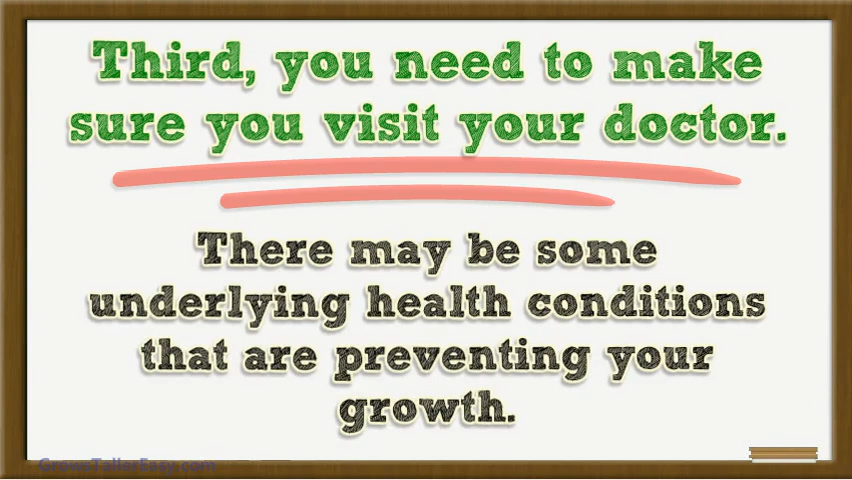 Third, you need to make
sure you visit your doctor.
There may be some
underlying health conditions
that are preventing your
growth.
GrowsTallerEasy.com